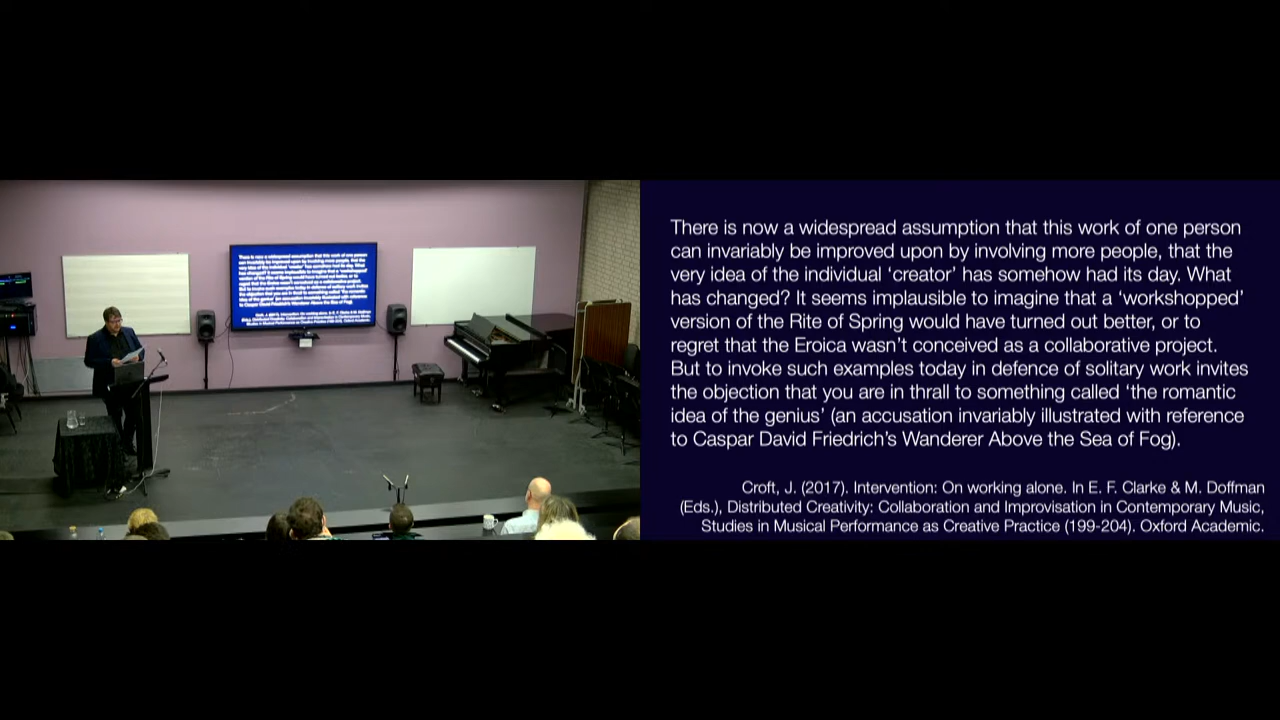 There is now a widespread assumption that this work of one person
can invariably be improved upon by involving more people, that the
very idea of the individual ‘creator’ has somehow had its day. What
has changed? It seems implausible to imagine that a ‘workshopped’
version of the Rite of Spring would have turned out better, or to
regret that the Eroica wasn’t conceived as a collaborative project.
But to invoke such examples today in defence of solitary work invites
the objection that you are in thrall to something called ‘the romantic
idea of the genius’ (an accusation invariably illustrated with reference
to Caspar David Friedrich’s Wanderer Above the Sea of Fog).
Croft, J. (2017). Intervention: On working alone. In E. F. Clarke & M. Doffman
(Eds.), Distributed Creativity: Collaboration and Improvisation in Contemporary Music,
Studies in Musical Performance as Creative Practice (199-204). Oxford Academic.